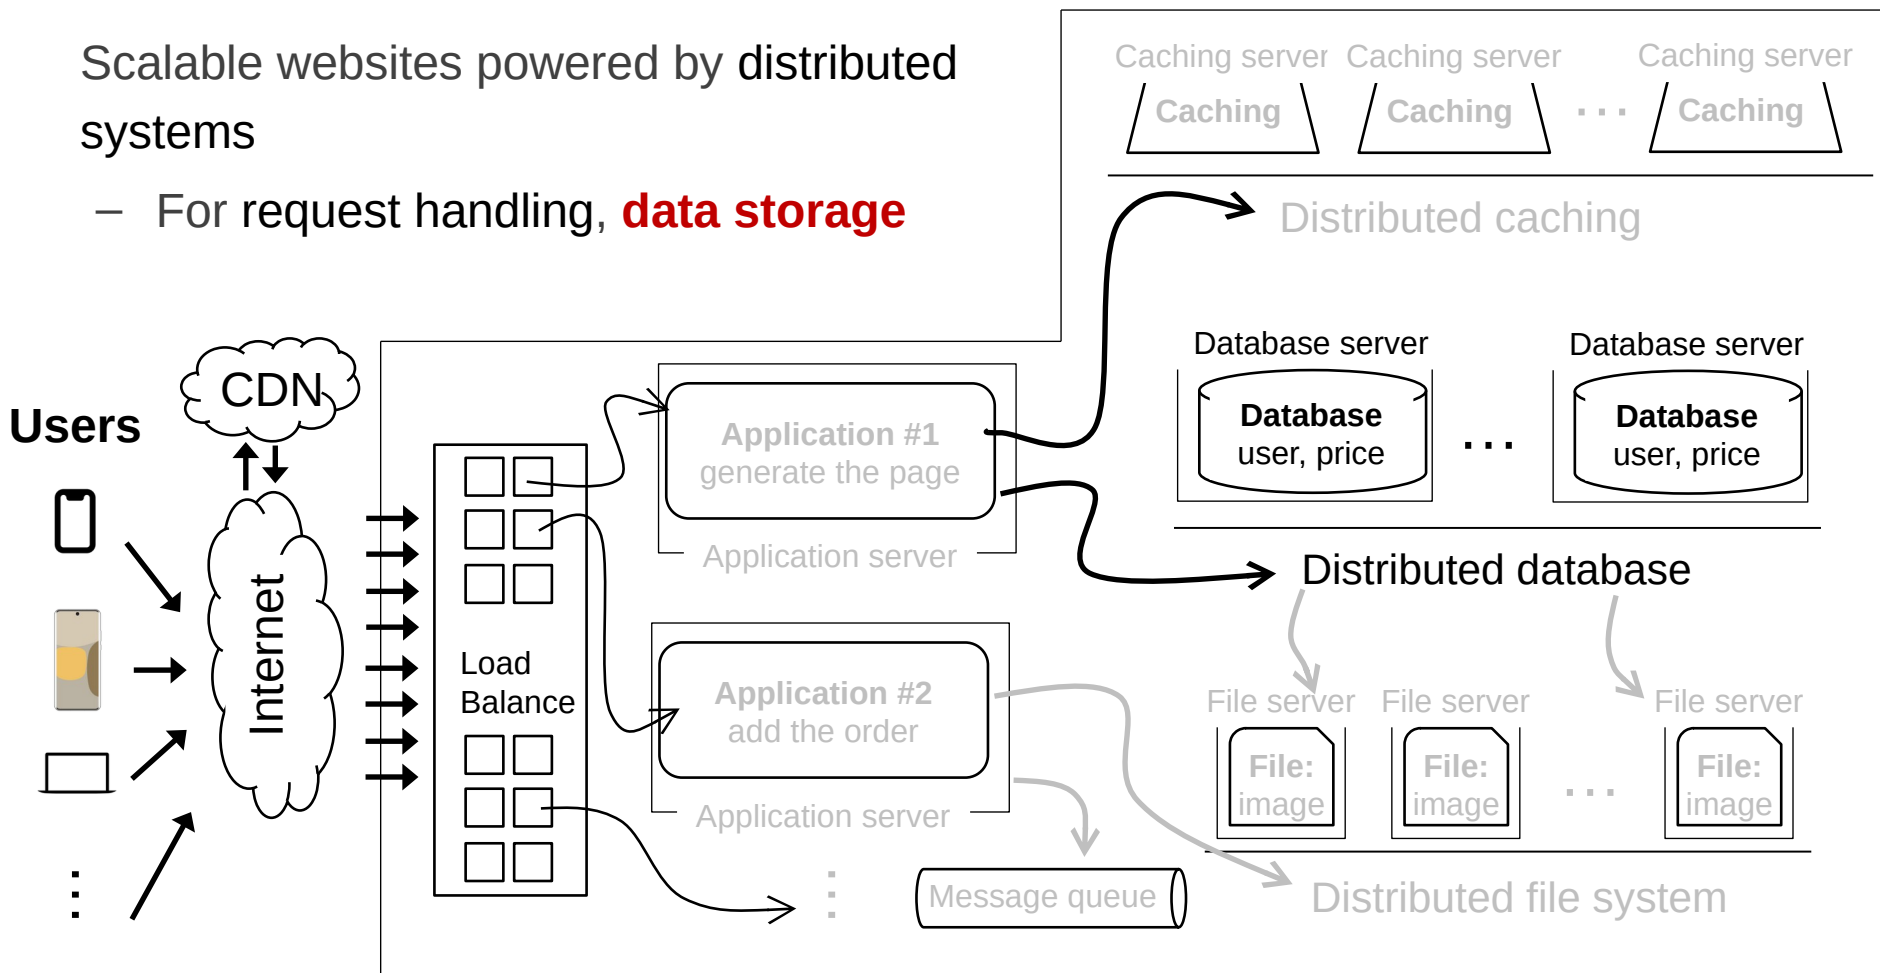 Scalable websites powered by distributed
systems
– For request handling, data storage
Caching server
Caching server
Caching server
Caching
Caching
...
Caching
Distributed caching
Database server
Database server
Database
user, price
...
Database
user, price
Distributed database
CDN
Users
Internet
Load
Balance
Application #1
generate the page
Application server
Application #2
add the order
Application server
File server
File server
File server
File:
image
File:
image
...
File:
image
Message queue
Distributed file system